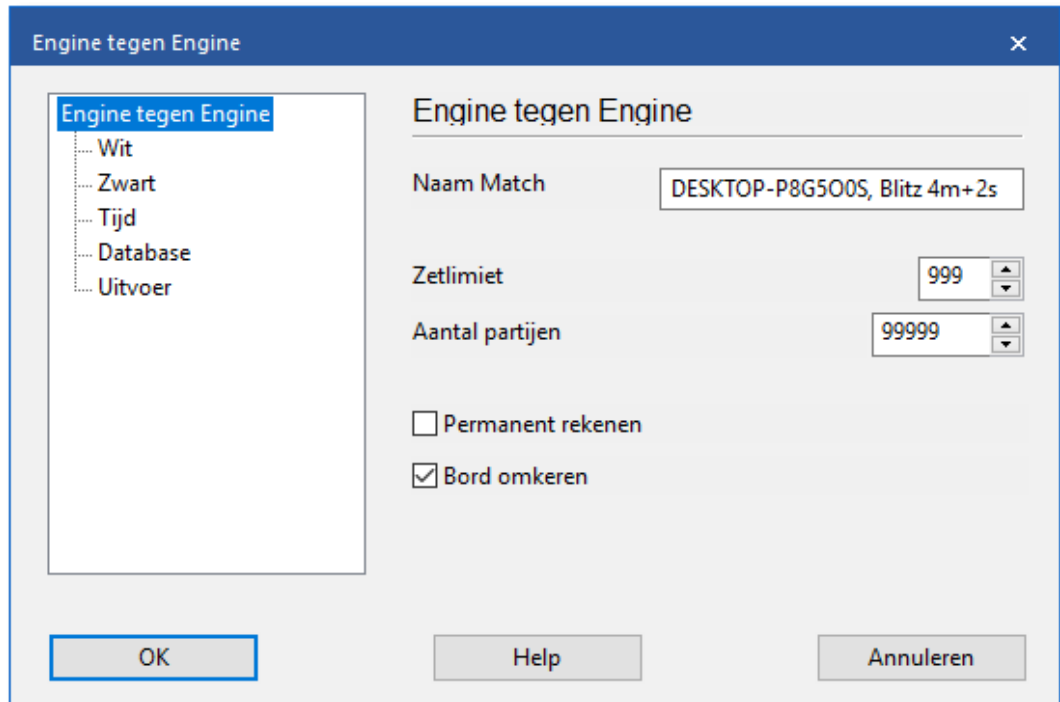 Engine tegen Engine
Engine tegen Engine
Wit
Zwart
Tijd
Database
Uitvoer
Engine tegen Engine
Naam Match
DESKTOP-P8G5O0S, Blitz 4m+2s
Zetlimiet
999
Aantal partijen
99999
Permanent rekenen
Bord omkeren
OK
Help
Annuleren